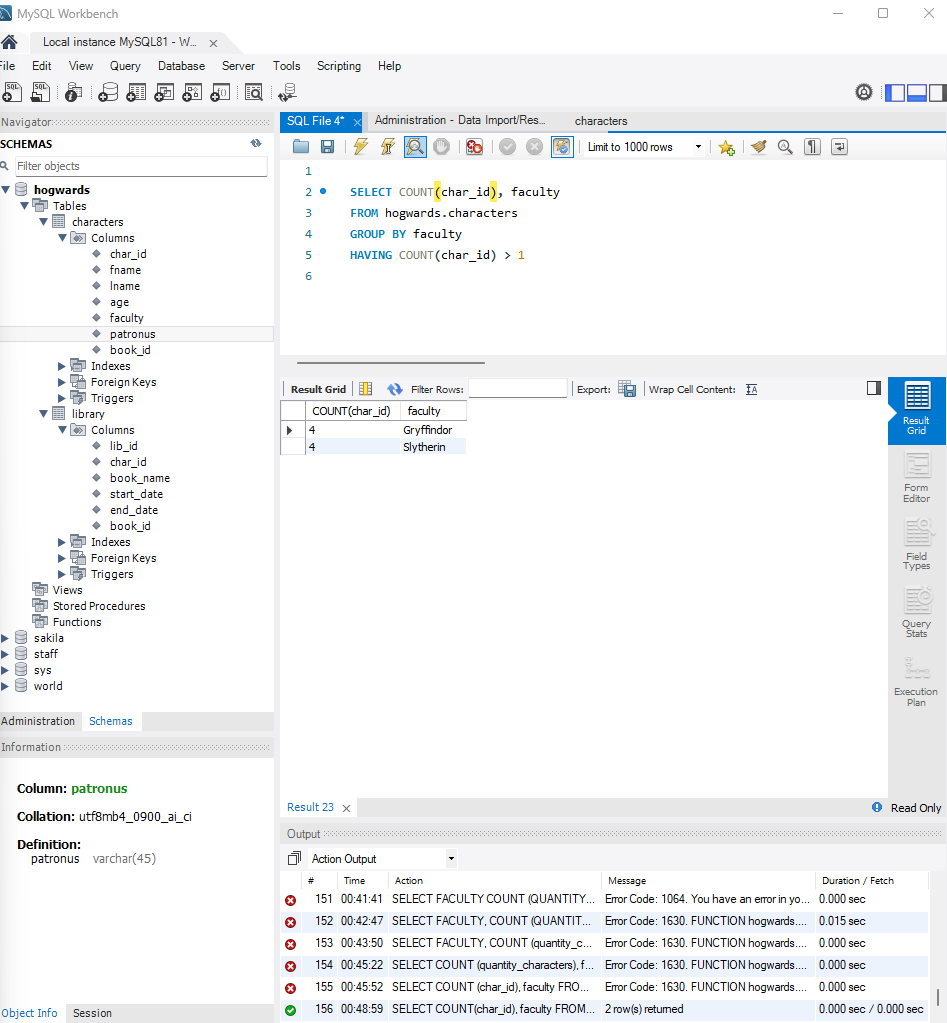 MySQL Workbench
Local instance MySQL81 - W...
File Edit View Query Database Server Tools Scripting Help
Navigator
SCHEMAS
Filter objects
hogwards
Tables
characters
Columns
char_id
fname
lname
age
faculty
patronus
book_id
Indexes
Foreign Keys
Triggers
library
Columns
lib_id
char_id
book_name
start_date
end_date
book_id
Indexes
Foreign Keys
Triggers
Views
Stored Procedures
Functions
sakila
staff
sys
world
Administration Schemas
Information
Column: patronus
Collation: utf8mb4_0900_ai_ci
Definition:
patronus varchar(45)
Object Info Session
SQL File 4* Administration - Data Import/Res... characters
Limit to 1000 rows
1
2 SELECT COUNT(char_id), faculty
3 FROM hogwards.characters
4 GROUP BY faculty
5 HAVING COUNT(char_id) > 1
6
Result Grid Filter Rows: Export: Wrap Cell Content:
COUNT(char_id) faculty
4 Gryffindor
4 Slytherin
Result
Grid
Form
Editor
Field
Types
Query
Stats
Execution
Plan
Result 23 Read Only
Output
Action Output
# Time Action Message Duration / Fetch
151 00:41:41 SELECT FACULTY COUNT (QUANTITY... Error Code: 1064. You have an error in yo... 0.000 sec
152 00:42:47 SELECT FACULTY, COUNT (QUANTIT... Error Code: 1630. FUNCTION hogwards.... 0.015 sec
153 00:43:50 SELECT FACULTY, COUNT (quantity_c... Error Code: 1630. FUNCTION hogwards.... 0.000 sec
154 00:45:22 SELECT COUNT (quantity_characters), f... Error Code: 1630. FUNCTION hogwards.... 0.000 sec
155 00:45:52 SELECT COUNT (char_id), faculty FRO... Error Code: 1630. FUNCTION hogwards.... 0.000 sec
156 00:48:59 SELECT COUNT(char_id), faculty FROM... 2 row(s) returned 0.000 sec / 0.000 sec